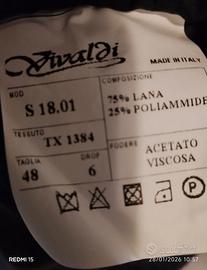 Vivaldi
MADE IN ITALY
MOD
S 18.01
COMPOSIZIONE
75% LANA
25% POLIAMMIDE
TESSUTO
TX 1384
TAGLIA
48
DROP
6
FODERE
ACETATO
VISCOSA
P
REDMI 15
28/01/2026 10:57